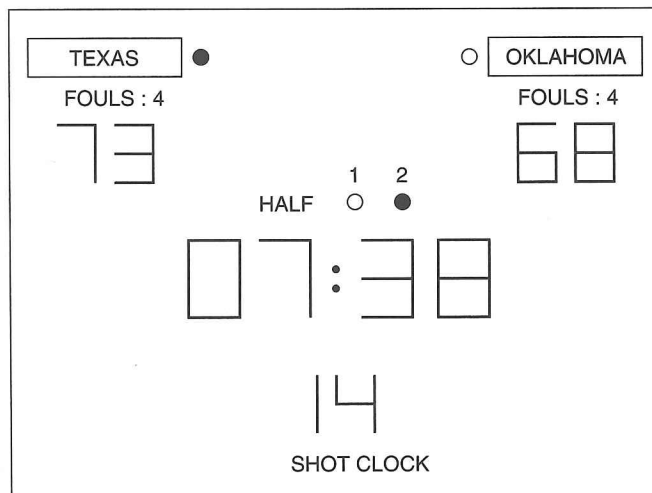 TEXAS OKLAHOMA
FOULS : 4 FOULS : 4
73 68
1 2
HALF
07:38
14
SHOT CLOCK